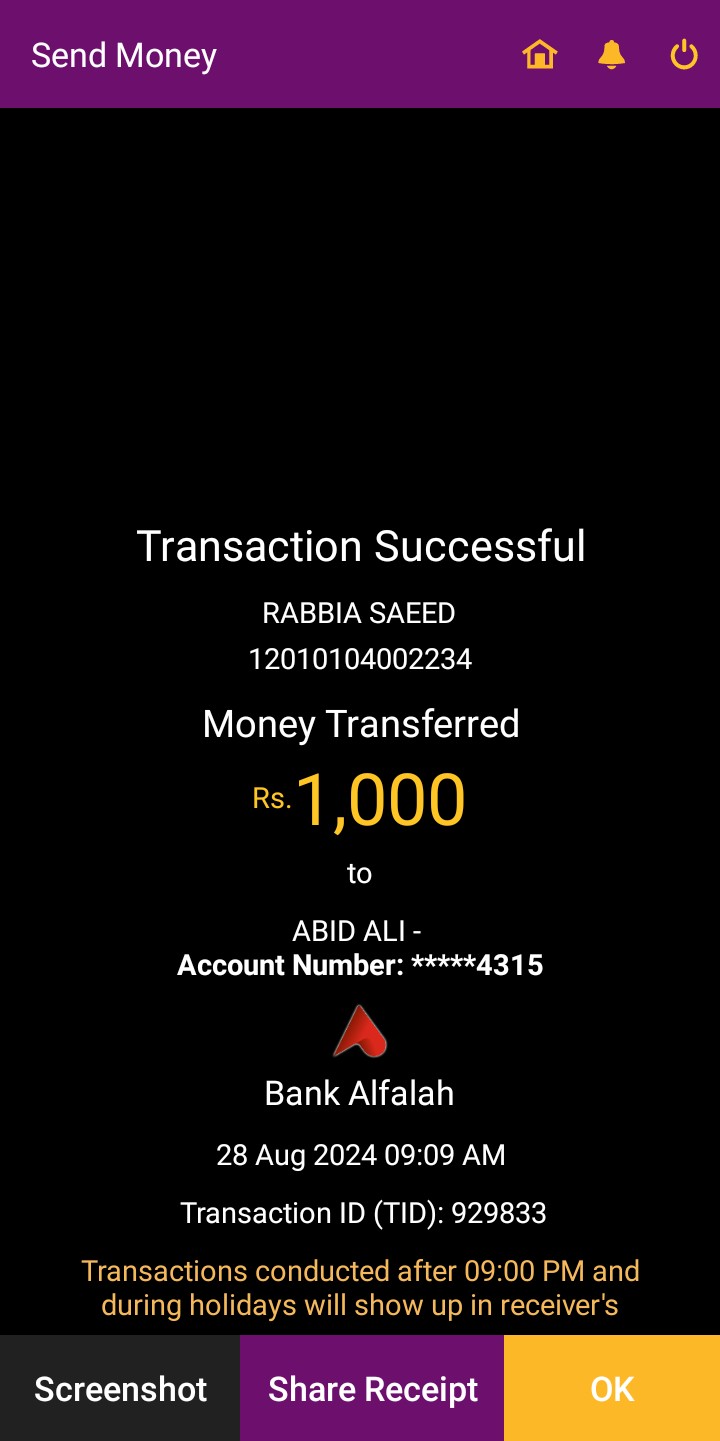 Send Money
Transaction Successful
RABBIA SAEED
12010104002234
Money Transferred
Rs.1,000
to
ABID ALI -
Account Number: *****4315
Bank Alfalah
28 Aug 2024 09:09 AM
Transaction ID (TID): 929833
Transactions conducted after 09:00 PM and
during holidays will show up in receiver's
Screenshot
Share Receipt
OK